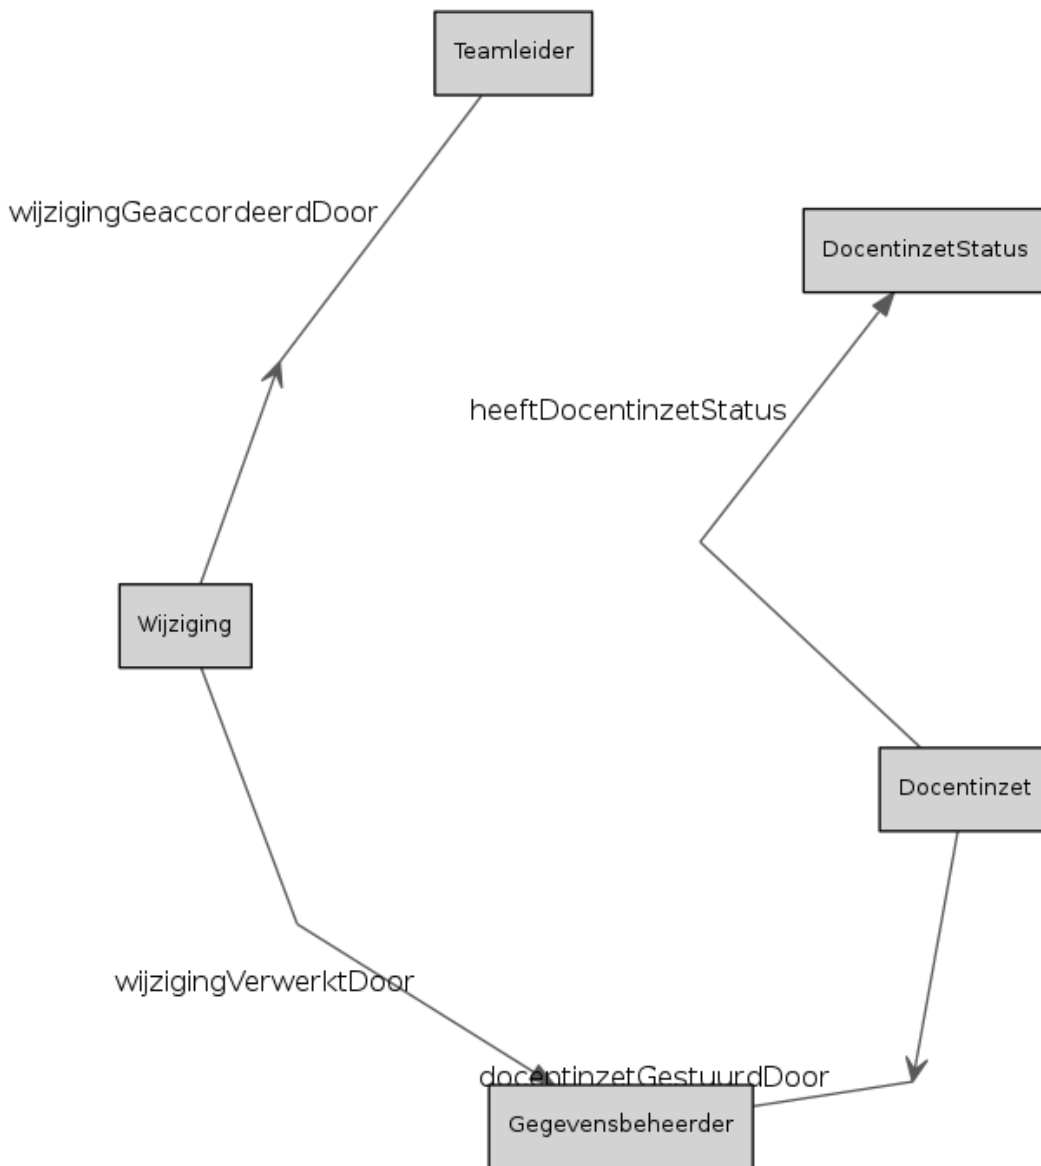 Teamleider
wijzigingGeaccordeerdDoor
DocentinzetStatus
heeftDocentinzetStatus
Wijziging
Docentinzet
wijzigingVerwerktDoor
docentinzetGestuurdDoor
Gegevensbeheerder